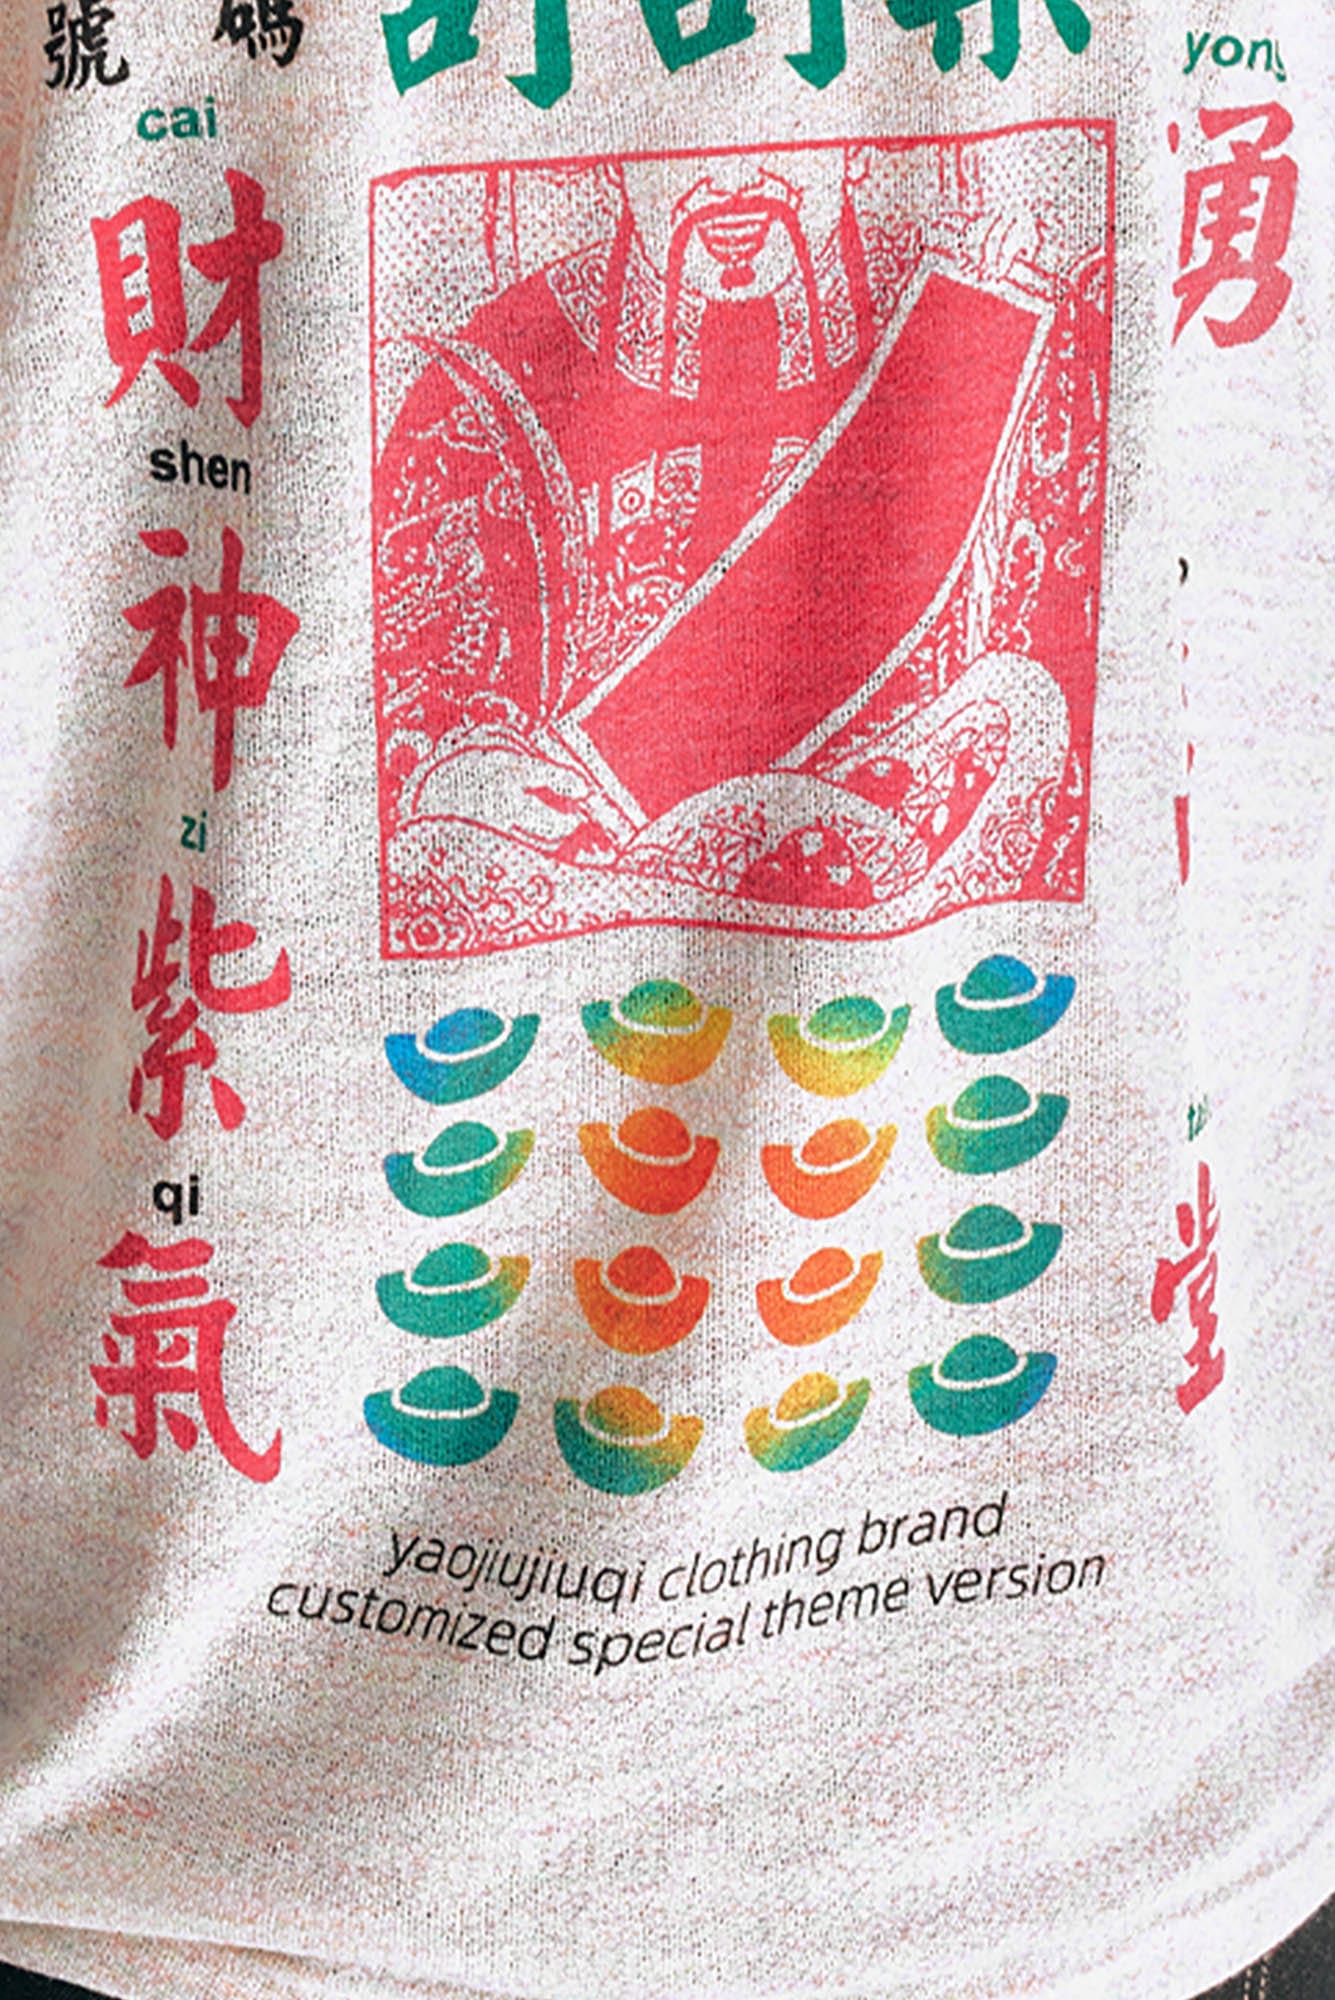 號 碼
cai
財
shen
神
zi
紫
qi
氣
勇
堂
yaojiujiuqi clothing brand
customized special theme version